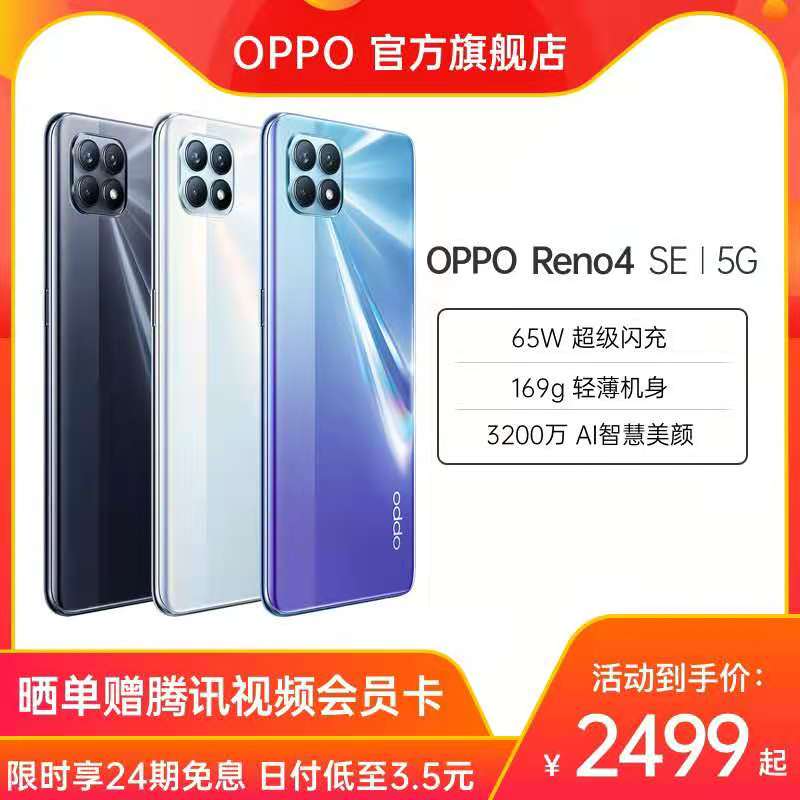 OPPO 官方旗舰店
OPPO Reno4 SE | 5G
65W 超级闪充
169g 轻薄机身
3200万 AI智慧美颜
oppo
晒单赠腾讯视频会员卡
限时享24期免息 日付低至3.5元
活动到手价：
¥ 2499 起